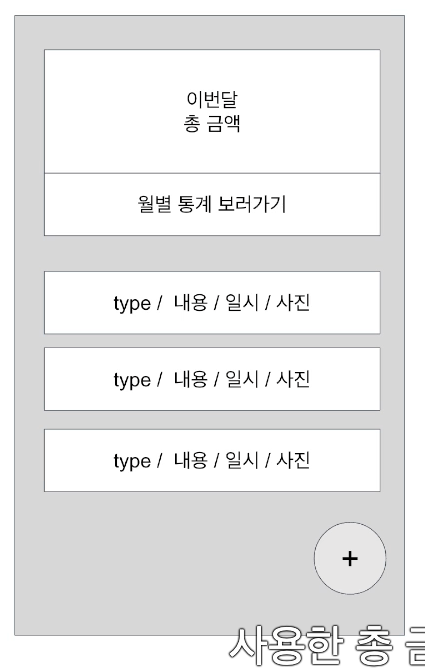 이번달
총 금액
월별 통계 보러가기
type / 내용 / 일시 / 사진
type / 내용 / 일시 / 사진
type / 내용 / 일시 / 사진
+
사용한 총